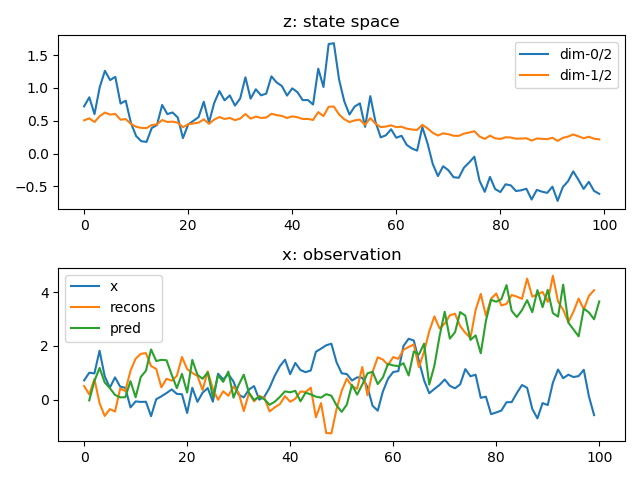 z: state space
1.5
1.0
0.5
0.0
−0.5
dim-0/2
dim-1/2
0 20 40 60 80 100
x: observation
4
2
0
x
recons
pred
0 20 40 60 80 100